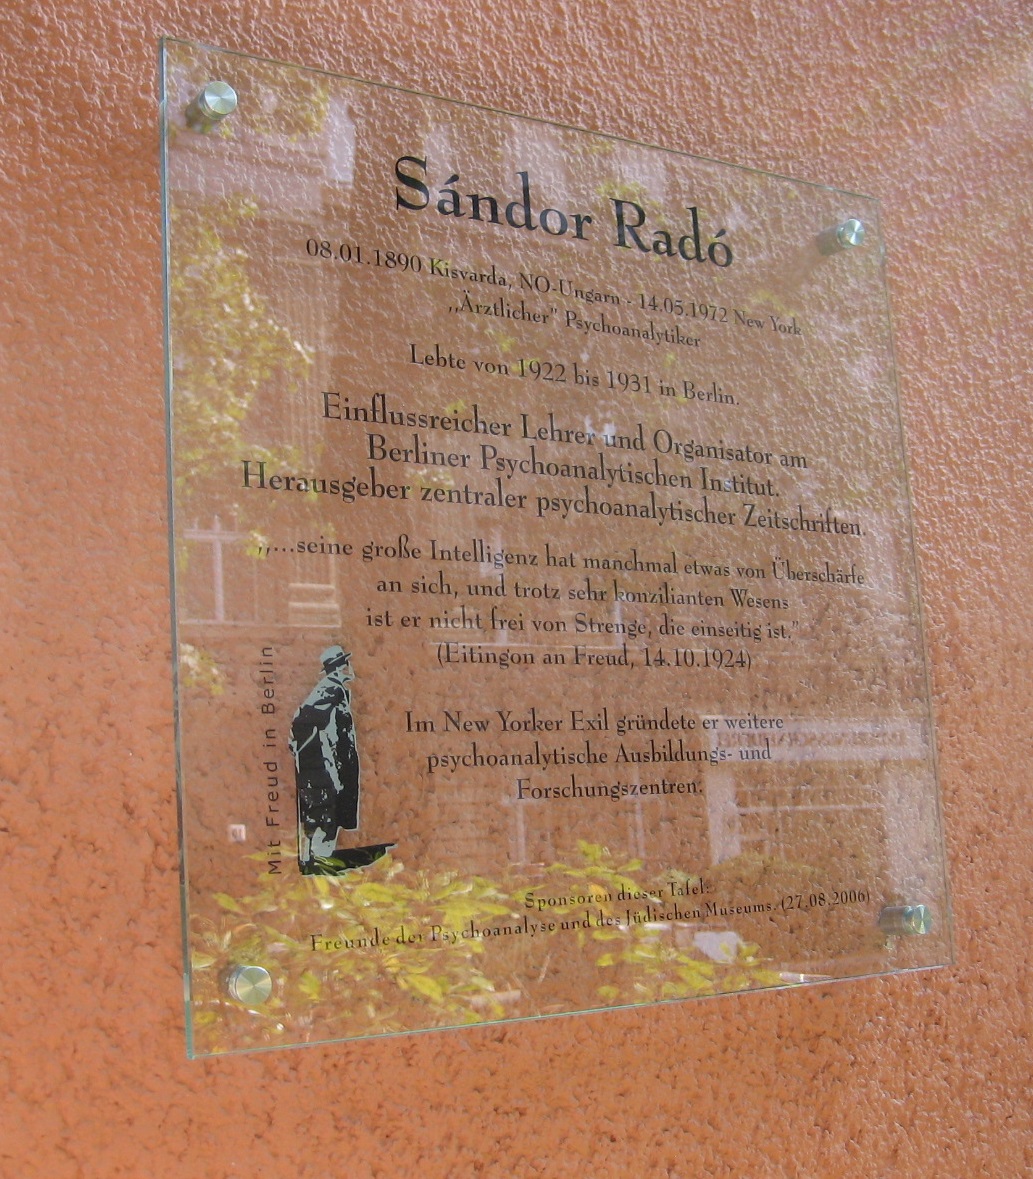 Sándor Radó
08.01.1890 Kisvarda, NO-Ungarn - 14.05.1972 New York
,,Ärztlicher" Psychoanalytiker
Lebte von 1922 bis 1931 in Berlin.
Einflussreicher Lehrer und Organisator am
Berliner Psychoanalytischen Institut.
Herausgeber zentraler psychoanalytischer Zeitschriften.
,,...seine große Intelligenz hat manchmal etwas von Überschärfe
an sich, und trotz sehr konzilianten Wesens
ist er nicht frei von Strenge, die einseitig ist."
(Eitingon an Freud, 14.10.1924)
Im New Yorker Exil gründete er weitere
psychoanalytische Ausbildungs- und
Forschungszentren.
Mit Freud in Berlin
Sponsoren dieser Tafel:
Freunde der Psychoanalyse und des Jüdischen Museums. (27.08.2006)